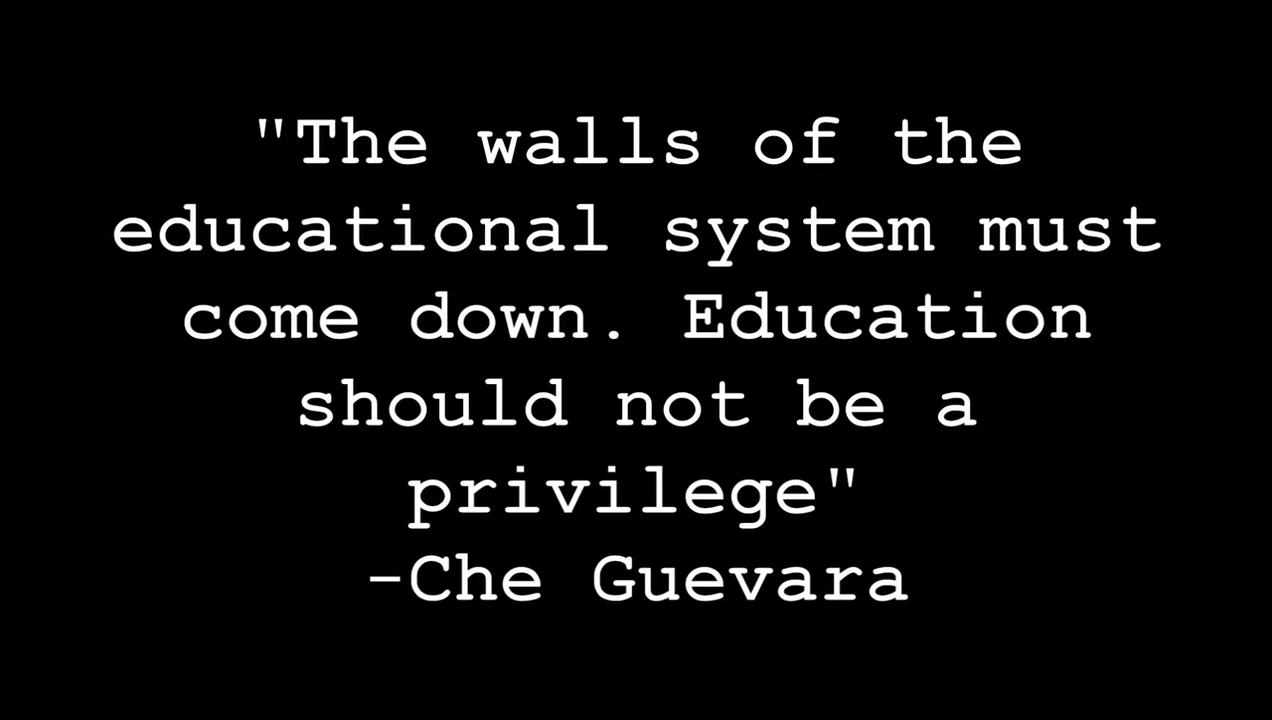 "The walls of the
educational system must
come down. Education
should not be a
privilege"
-Che Guevara